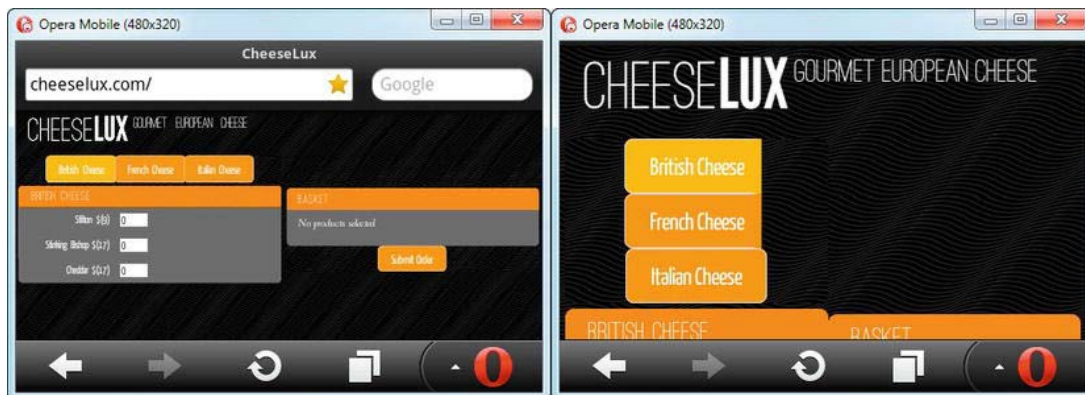 Opera Mobile (480x320)
CheeseLux
cheeselux.com/
Google
CHEESELUX GOURMET EUROPEAN CHEESE
British Cheese French Cheese Italian Cheese
BRITISH CHEESE
Stilton $(9) 0
Stinking Bishop $(17) 0
Cheddar $(17) 0
BASKET
No products selected
Submit Order
Opera Mobile (480x320)
CHEESELUX GOURMET EUROPEAN CHEESE
British Cheese
French Cheese
Italian Cheese
BRITISH CHEESE
BASKET